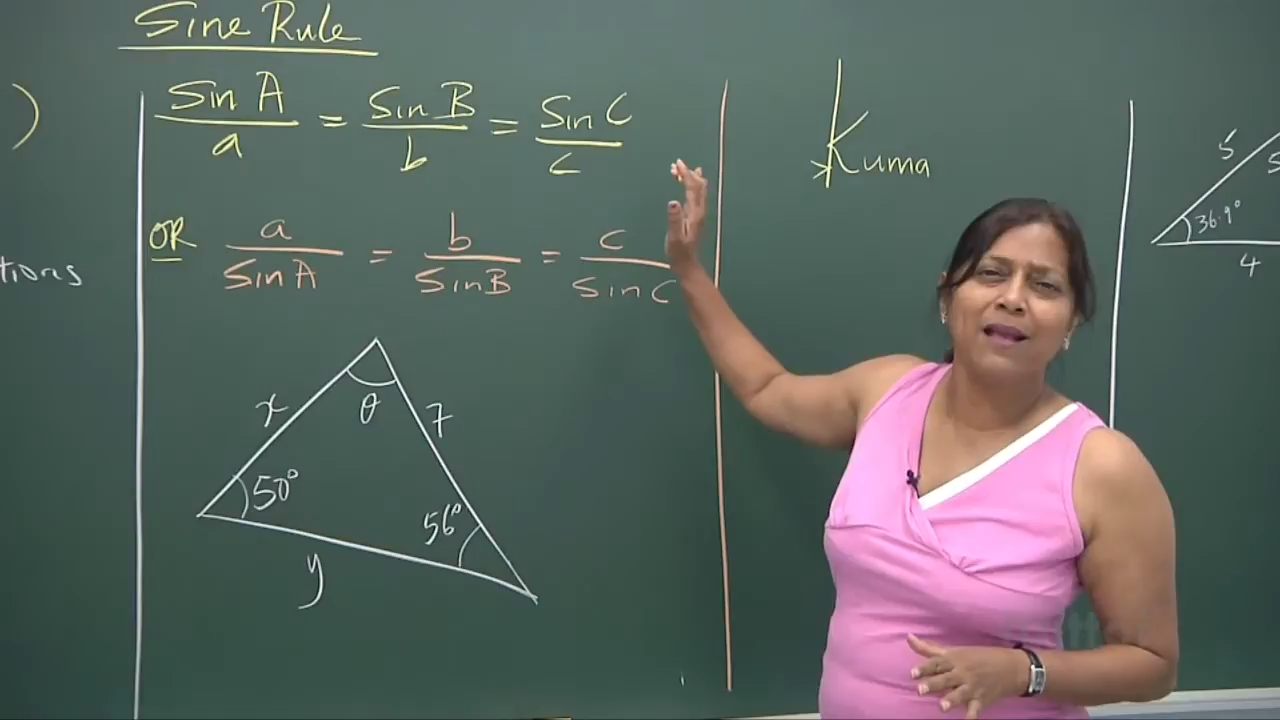 Sine Rule
)
Sin A / a = Sin B / b = Sin C / c
OR a / Sin A = b / Sin B = c / Sin C
tions
x
θ
7
50°
56°
y
Kuma
5
36.9°
4